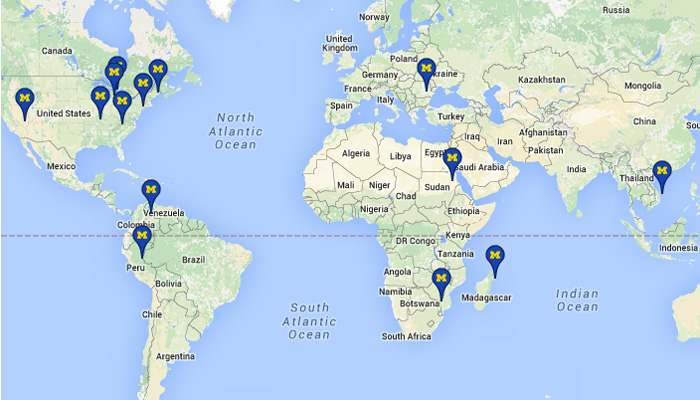 Norway
Russia
Canada
United
Kingdom
Poland
Ukraine
Germany
Kazakhstan
France
Mongolia
Italy
Spain
Turkey
United States
North
Atlantic
Ocean
China
Iraq
Iran
Afghanistan
Pakistan
Algeria
Libya
Egypt
Saudi Arabia
India
Mexico
Thailand
Mali
Niger
Chad
Sudan
Nigeria
Ethiopia
Venezuela
Colombia
Kenya
DR Congo
Indonesia
Tanzania
Peru
Brazil
Angola
Bolivia
Namibia
Botswana
Madagascar
Indian
Ocean
South
Atlantic
Ocean
Chile
South Africa
Argentina
Sou
M
M
M
M
M
M
M
M
M
M
M
M
M
M